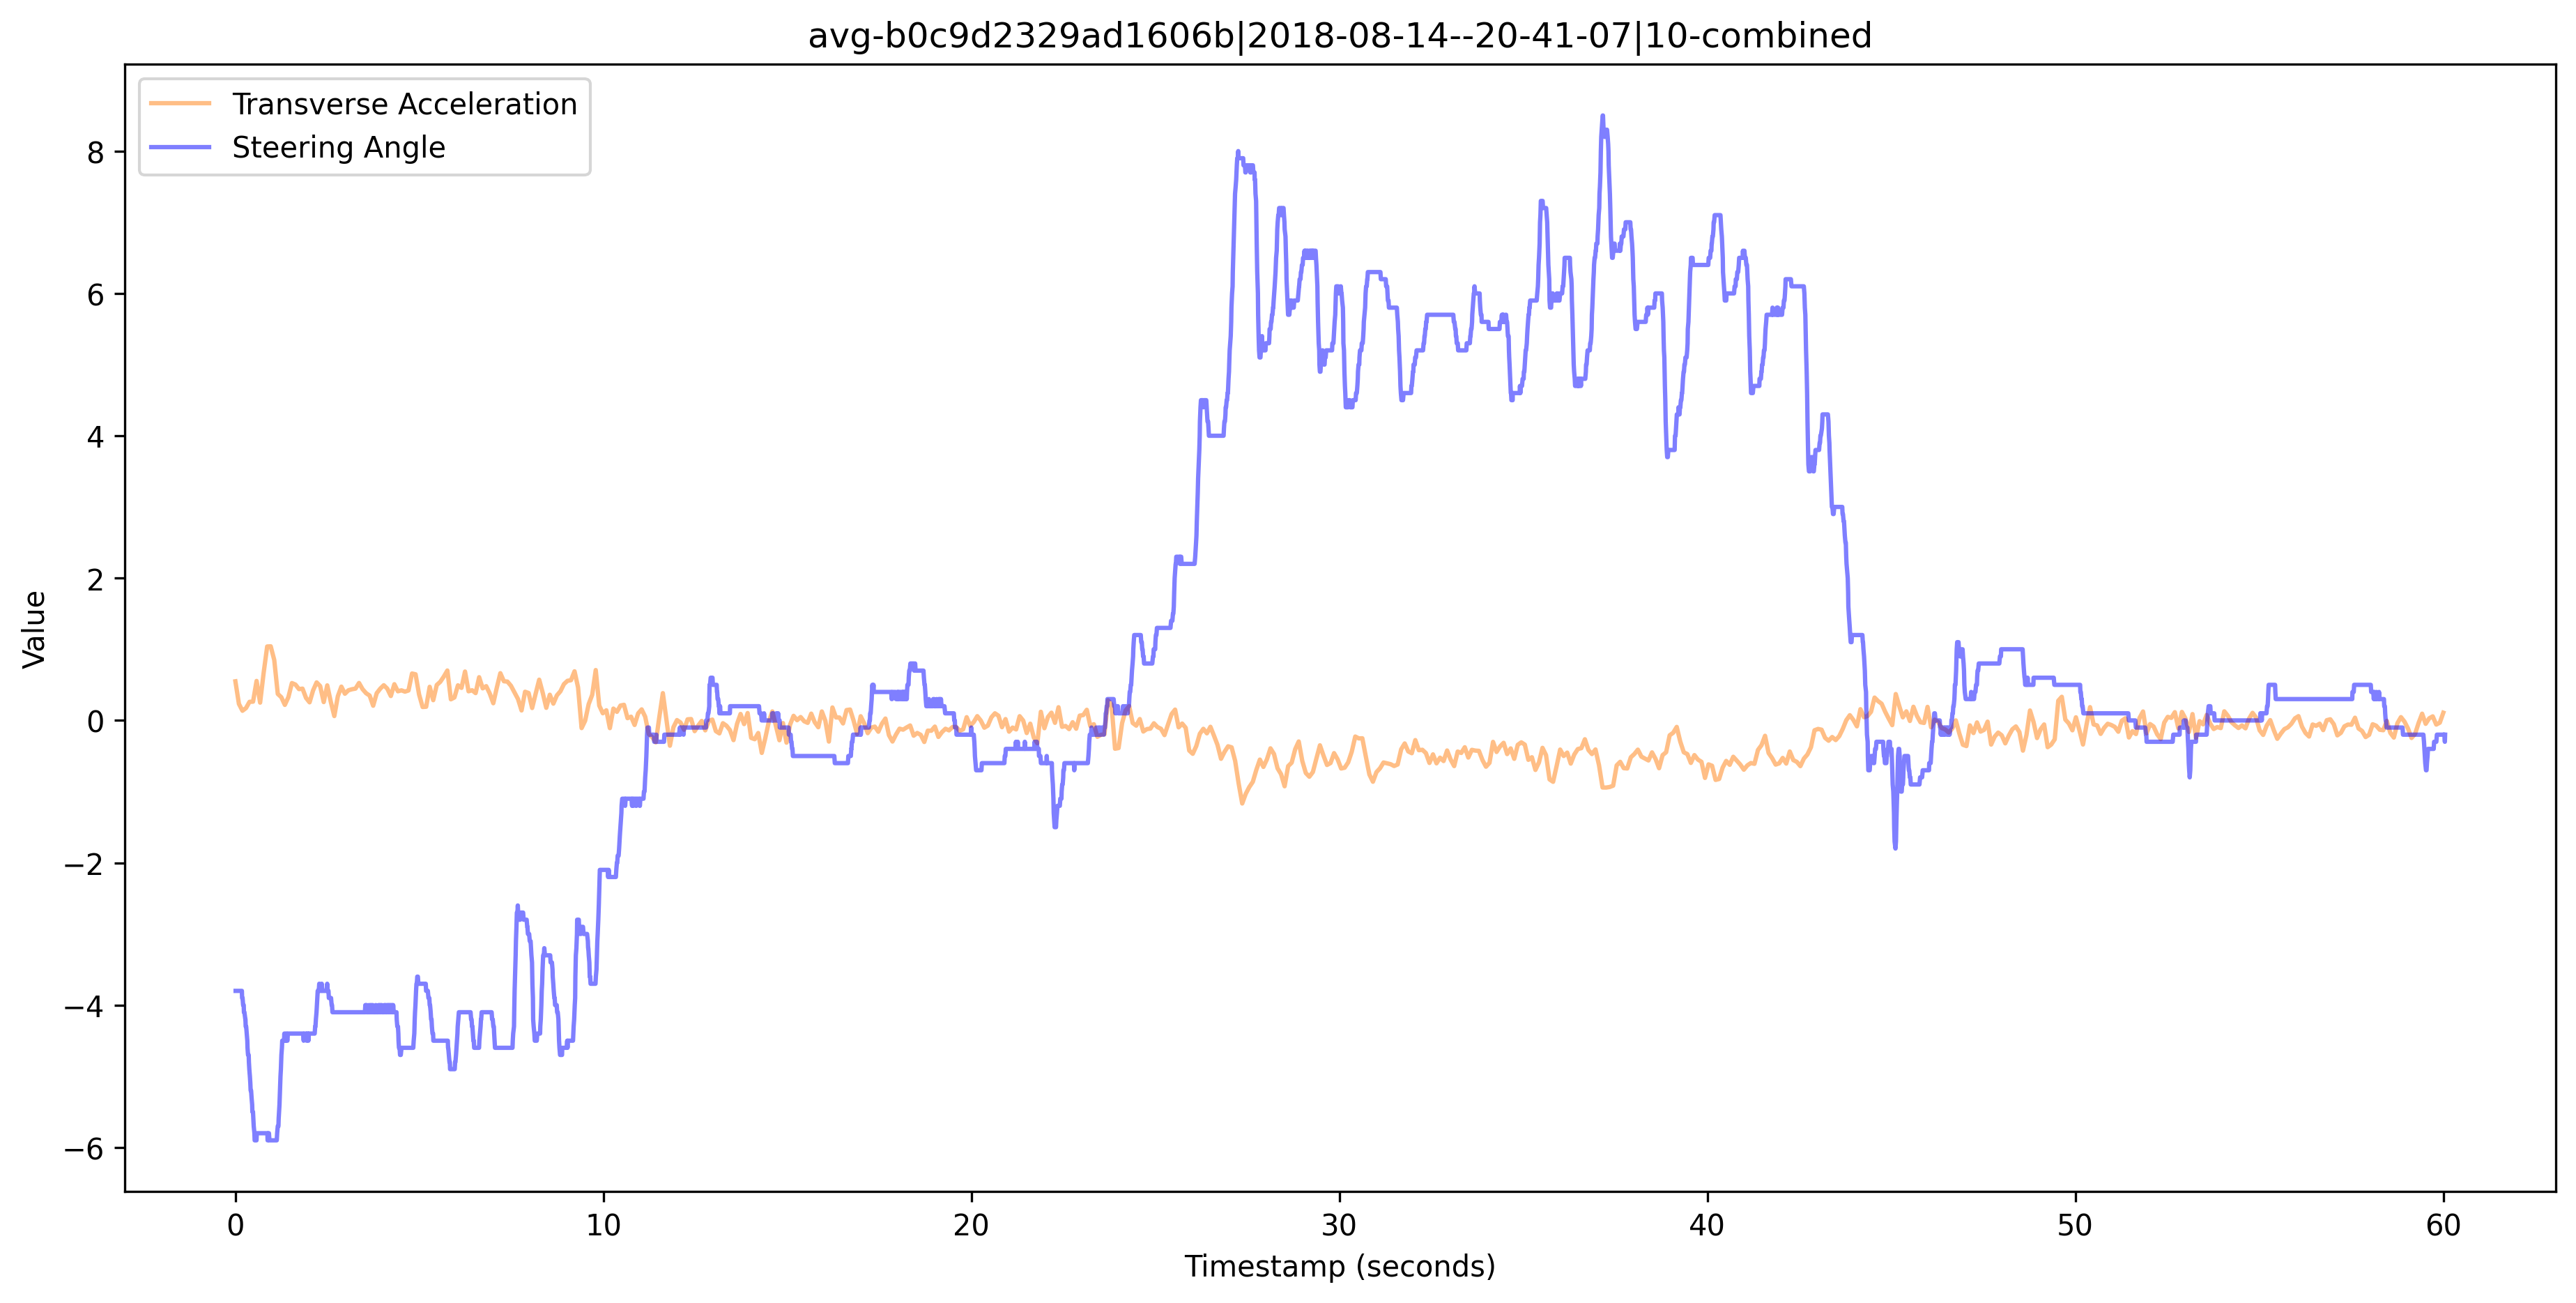 avg-b0c9d2329ad1606b|2018-08-14--20-41-07|10-combined
Transverse Acceleration
Steering Angle
Value
8
6
4
2
0
−2
−4
−6
0 10 20 30 40 50 60
Timestamp (seconds)